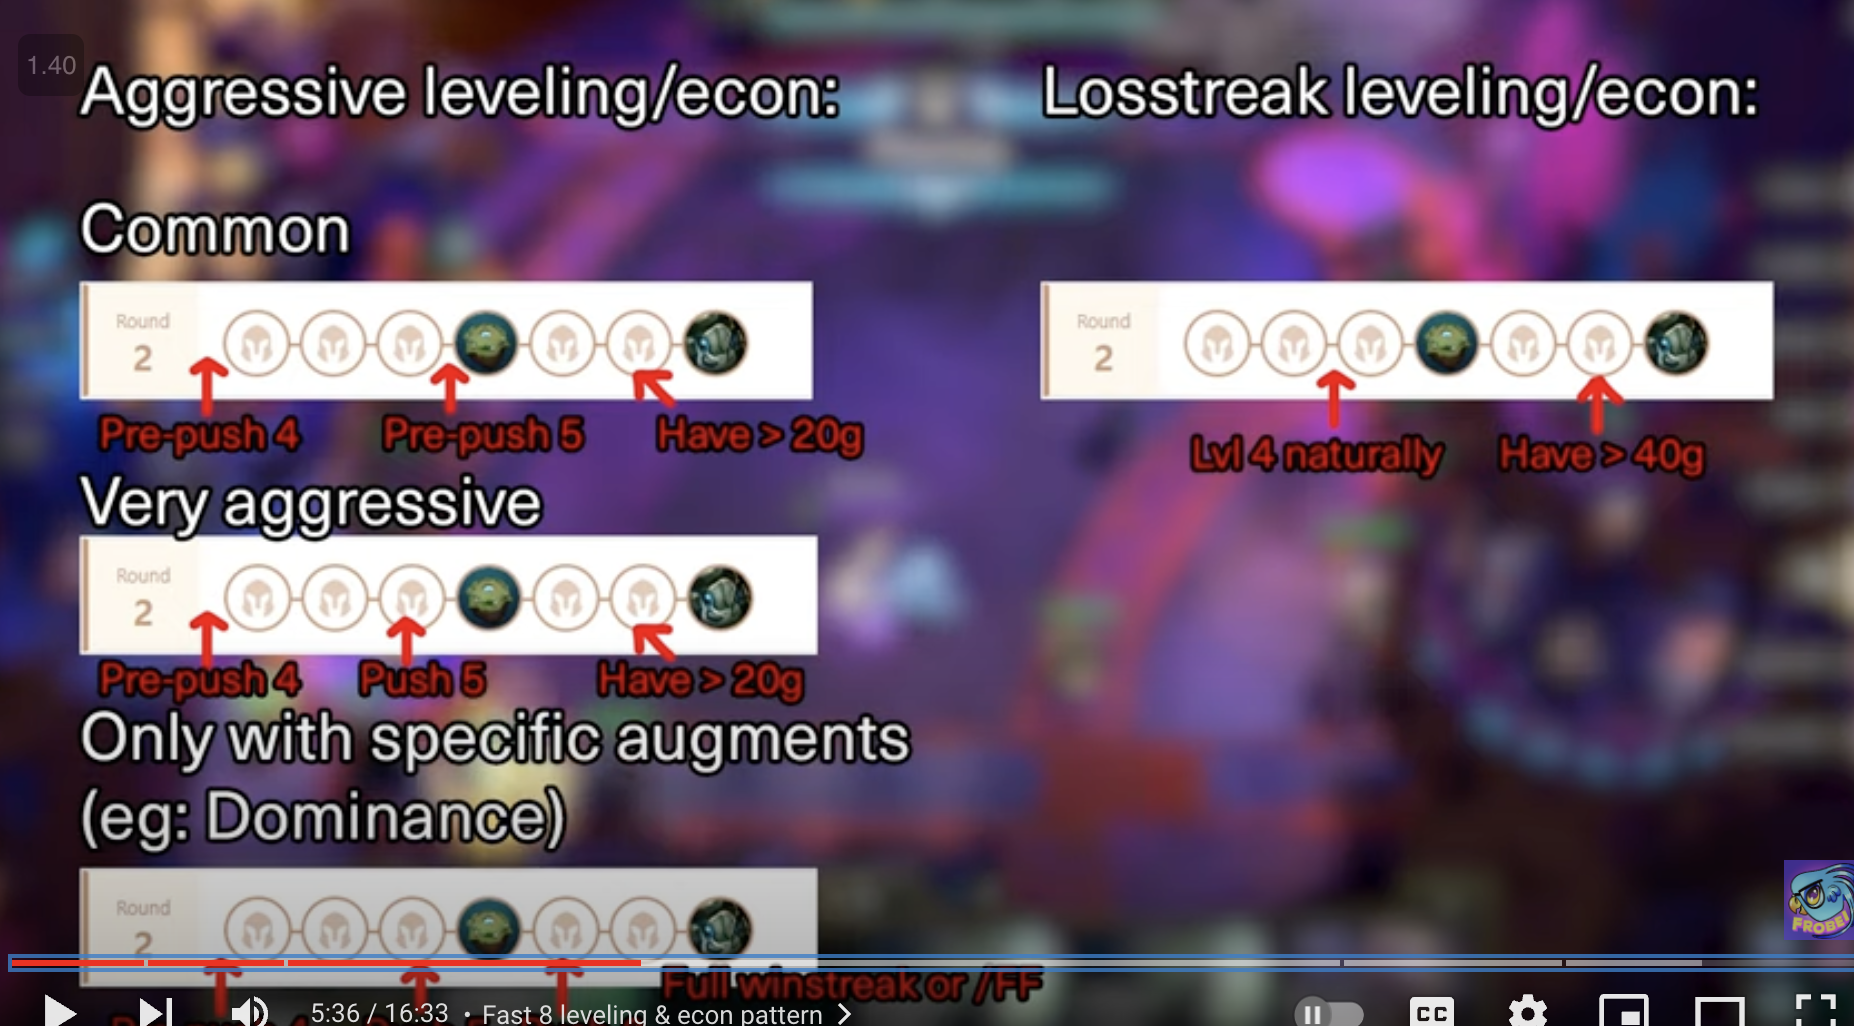 1.40
Aggressive leveling/econ:
Common
Round
2
Pre-push 4
Pre-push 5
Have > 20g
Very aggressive
Round
2
Pre-push 4
Push 5
Have > 20g
Only with specific augments
(eg: Dominance)
Round
2
Full winstreak or /FF
Losstreak leveling/econ:
Round
2
Lvl 4 naturally
Have > 40g
FROBEI
5:36 / 16:33 • Fast 8 leveling & econ pattern
CC